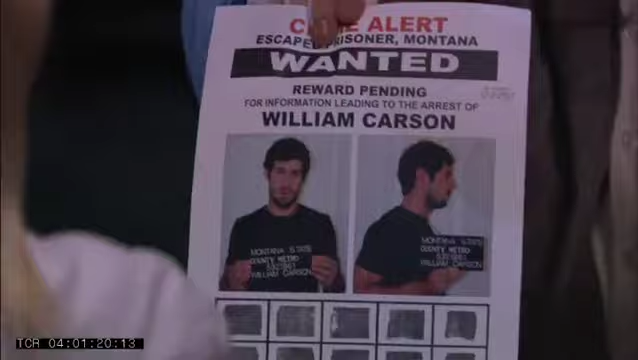 CRIME ALERT
ESCAPED PRISONER, MONTANA
WANTED
REWARD PENDING
FOR INFORMATION LEADING TO THE ARREST OF
WILLIAM CARSON
MONTANA STATE
COUNTY METRO
WILLIAM CARSON
MONTANA STATE
COUNTY METRO
WILLIAM CARSON
TCR 04:01:20:13